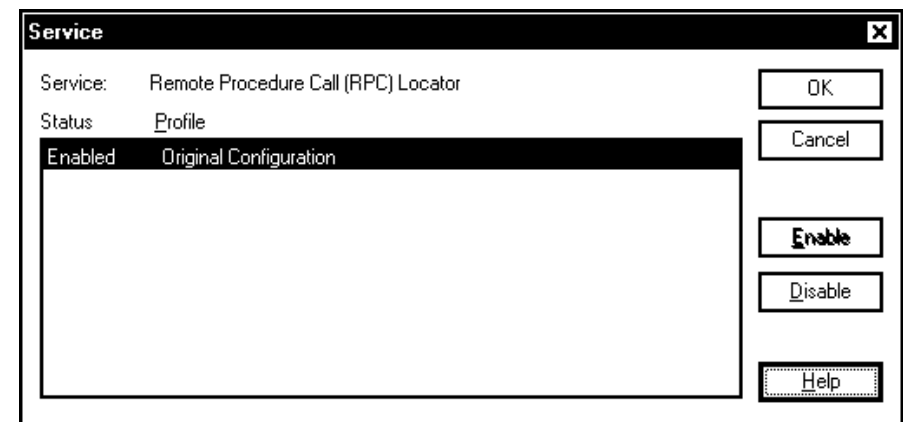 Service
Service: Remote Procedure Call (RPC) Locator
Status Profile
Enabled Original Configuration
OK
Cancel
Enable
Disable
Help